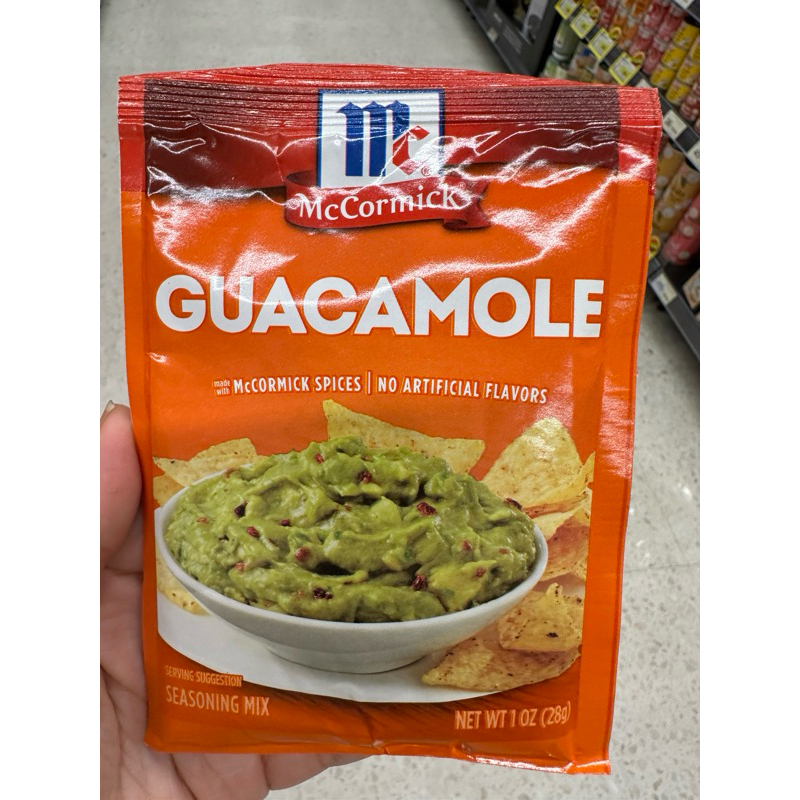 Mc
McCormick
GUACAMOLE
made with McCORMICK SPICES | NO ARTIFICIAL FLAVORS
SERVING SUGGESTION
SEASONING MIX
NET WT 1 OZ (28g)